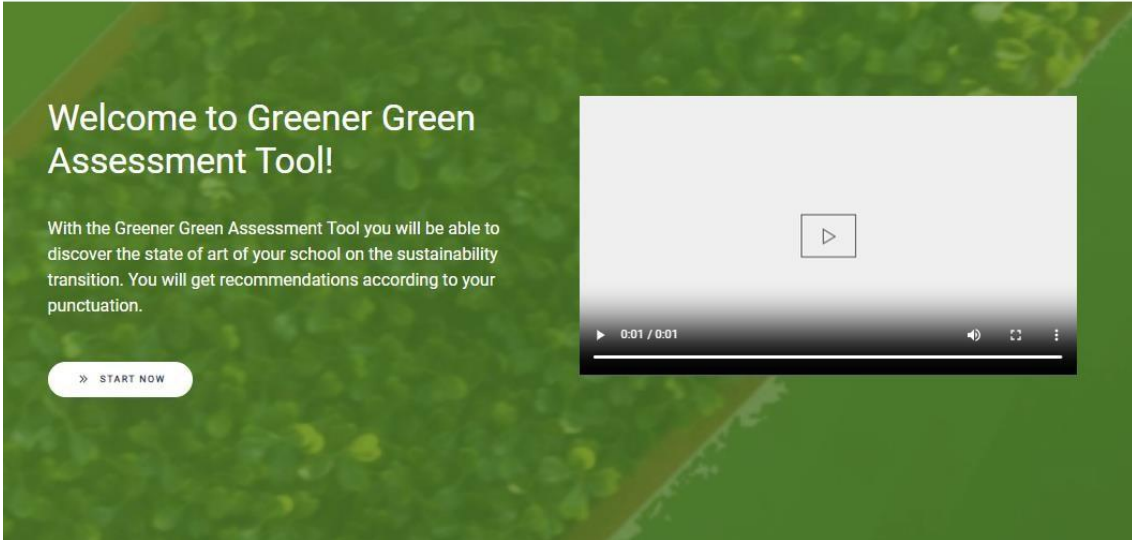 Welcome to Greener Green
Assessment Tool!
With the Greener Green Assessment Tool you will be able to
discover the state of art of your school on the sustainability
transition. You will get recommendations according to your
punctuation.
START NOW
0:01 / 0:01